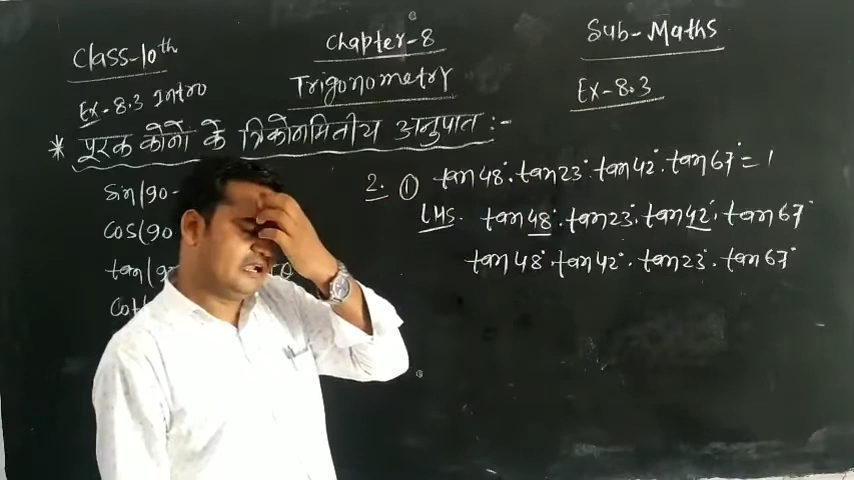 Class-10th
Chapter-8
Sub-Maths
Ex-8.3 Intro
Trigonometry
Ex-8.3
* पूरक कोणों के त्रिकोणमितीय अनुपात :-
sin(90-
cos(90
tan(9
cot
2. ① tan48°.tan23°.tan42°.tan67° = 1
LHS. tan48°.tan23°.tan42°.tan67°
tan48°.tan42°.tan23°.tan67°